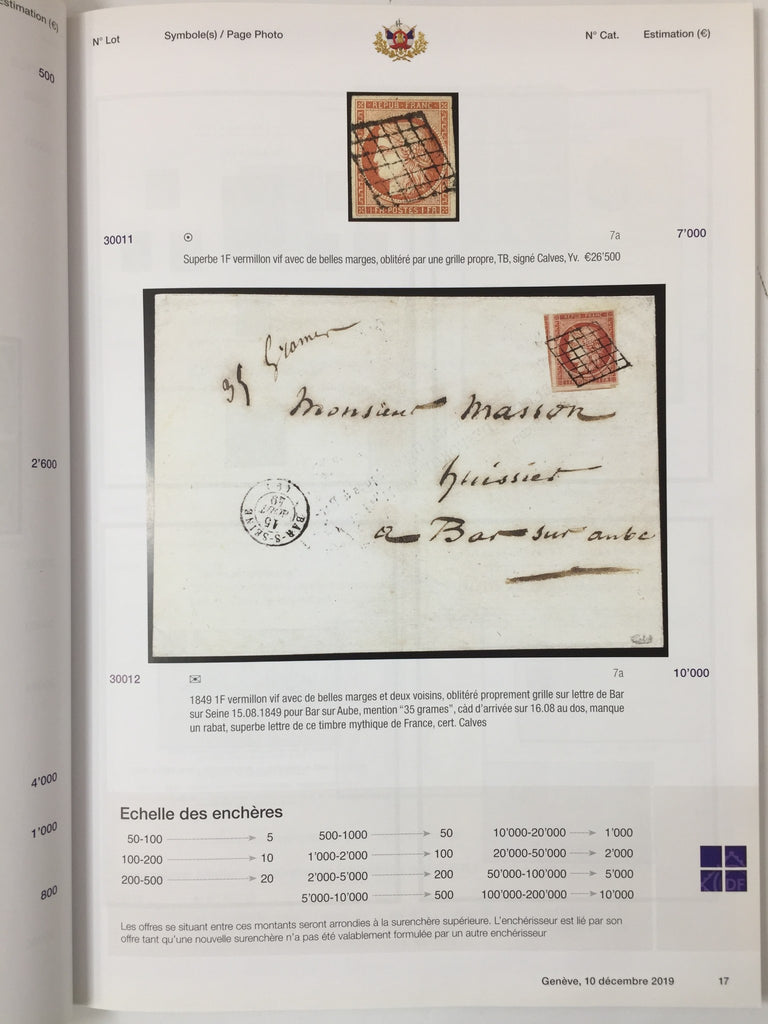 Estimation (€)
500
2'600
4'000
1'000
800
N° Lot Symbole(s) / Page Photo N° Cat. Estimation (€)
REPUB FRANC
1 FR POSTES 1 FR
30011 7a 7'000
Superbe 1F vermillon vif avec de belles marges, oblitéré par une grille propre, TB, signé Calves, Yv. €26'500
35 Gramer
Monsieur Masson
huissier
a Bar sur aube
BAR-S-SEINE
15
AOUT
49
30012 7a 10'000
1849 1F vermillon vif avec de belles marges et deux voisins, oblitéré proprement grille sur lettre de Bar
sur Seine 15.08.1849 pour Bar sur Aube, mention "35 grames", càd d'arrivée sur 16.08 au dos, manque
un rabat, superbe lettre de ce timbre mythique de France, cert. Calves
Echelle des enchères
50-100 5
100-200 10
200-500 20
500-1000 50
1'000-2'000 100
2'000-5'000 200
5'000-10'000 500
10'000-20'000 1'000
20'000-50'000 2'000
50'000-100'000 5'000
100'000-200'000 10'000
Les offres se situant entre ces montants seront arrondies à la surenchère supérieure. L'enchérisseur est lié par son
offre tant qu'une nouvelle surenchère n'a pas été valablement formulée par un autre enchérisseur
DF
Genève, 10 décembre 2019 17